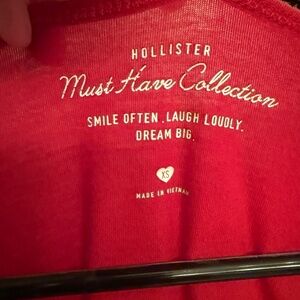 HOLLISTER
Must Have Collection
SMILE OFTEN. LAUGH LOUDLY.
DREAM BIG.
XS
MADE IN VIETNAM